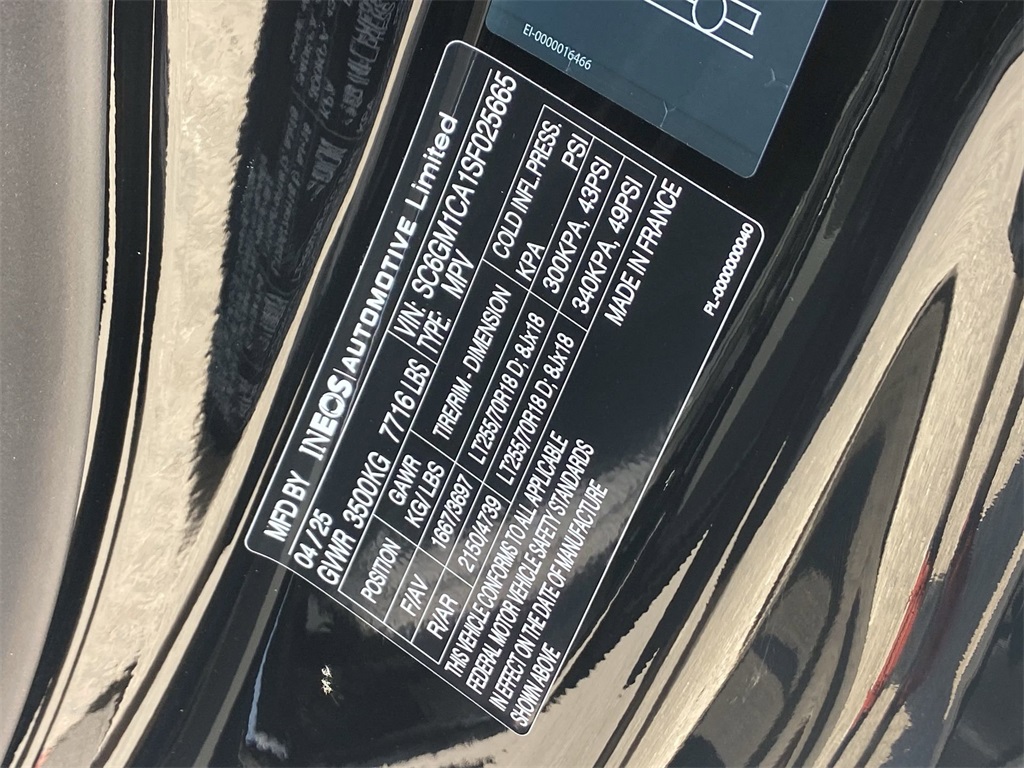 EI-0000016466
MFD BY INEOS AUTOMOTIVE Limited
04/25
GVWR 3500KG 7716 LBS VIN: SC6GM1CA1SF025665
TYPE: MPV
POSITION GAWR KG/LBS TIRE/RIM - DIMENSION COLD INFL.PRESS. KPA PSI
F/AV 1667/3697 LT25570R18 D; 8Jx18 300KPA, 43PSI
R/AR 2150/4739 LT255/70R18 D; 8Jx18 340KPA, 49PSI
THIS VEHICLE CONFORMS TO ALL APPLICABLE MADE IN FRANCE
FEDERAL MOTOR VEHICLE SAFETY STANDARDS
IN EFFECT ON THE DATE OF MANUFACTURE
SHOWN ABOVE
PL-0000000040